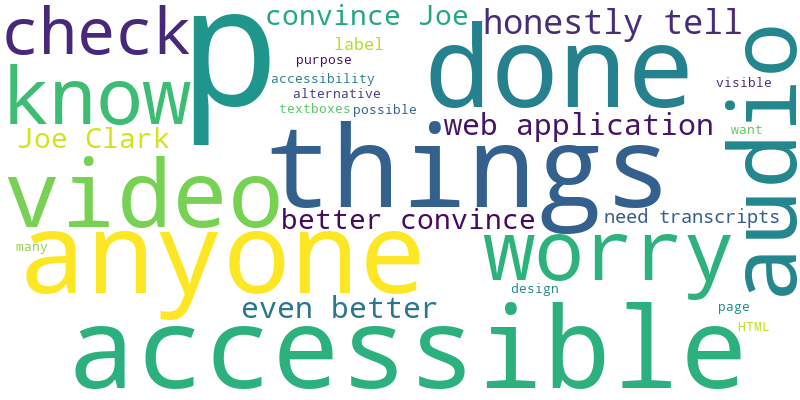 check
p
convince Joe
honestly tell
label
done
purpose
know
accessibility
visible
alternative
audio
textboxes
possible
web application
want
Joe Clark
things
video
better convince
need transcripts
anyone
worry
many
design
even better
page
HTML
accessible